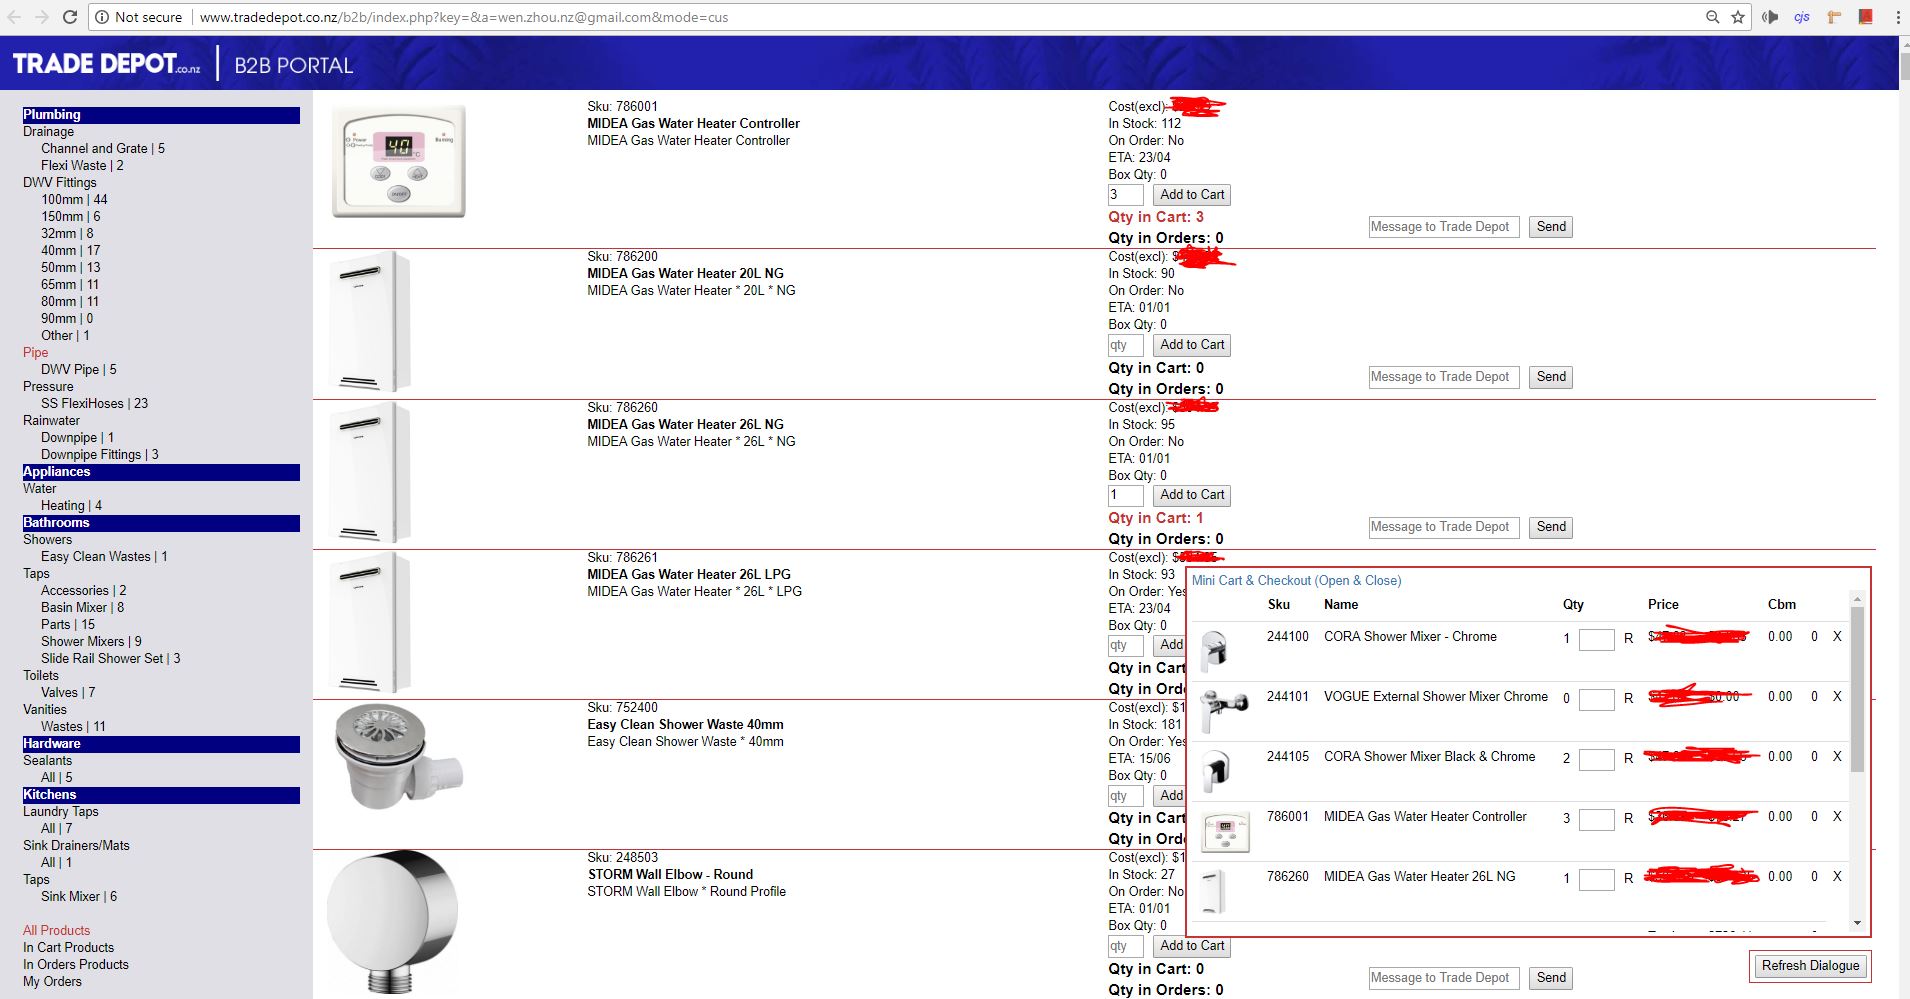 Not secure | www.tradedepot.co.nz/b2b/index.php?key=&a=wen.zhou.nz@gmail.com&mode=cus
cjs
TRADE DEPOT.co.nz | B2B PORTAL
Plumbing
Drainage
Channel and Grate | 5
Flexi Waste | 2
DWV Fittings
100mm | 44
150mm | 6
32mm | 8
40mm | 17
50mm | 13
65mm | 11
80mm | 11
90mm | 0
Other | 1
Pipe
DWV Pipe | 5
Pressure
SS FlexiHoses | 23
Rainwater
Downpipe | 1
Downpipe Fittings | 3
Appliances
Water
Heating | 4
Bathrooms
Showers
Easy Clean Wastes | 1
Taps
Accessories | 2
Basin Mixer | 8
Parts | 15
Shower Mixers | 9
Slide Rail Shower Set | 3
Toilets
Valves | 7
Vanities
Wastes | 11
Hardware
Sealants
All | 5
Kitchens
Laundry Taps
All | 7
Sink Drainers/Mats
All | 1
Taps
Sink Mixer | 6
All Products
In Cart Products
In Orders Products
My Orders
Power
Burning
40
ON/OFF
Sku: 786001
MIDEA Gas Water Heater Controller
MIDEA Gas Water Heater Controller
Cost(excl):
In Stock: 112
On Order: No
ETA: 23/04
Box Qty: 0
3 Add to Cart
Qty in Cart: 3
Qty in Orders: 0
Message to Trade Depot Send
Sku: 786200
MIDEA Gas Water Heater 20L NG
MIDEA Gas Water Heater * 20L * NG
Cost(excl): $
In Stock: 90
On Order: No
ETA: 01/01
Box Qty: 0
qty Add to Cart
Qty in Cart: 0
Qty in Orders: 0
Message to Trade Depot Send
Sku: 786260
MIDEA Gas Water Heater 26L NG
MIDEA Gas Water Heater * 26L * NG
Cost(excl):
In Stock: 95
On Order: No
ETA: 01/01
Box Qty: 0
1 Add to Cart
Qty in Cart: 1
Qty in Orders: 0
Message to Trade Depot Send
Sku: 786261
MIDEA Gas Water Heater 26L LPG
MIDEA Gas Water Heater * 26L * LPG
Cost(excl): $
In Stock: 93
On Order: Yes
ETA: 23/04
Box Qty: 0
qty Add
Qty in Cart
Qty in Orde
Sku: 752400
Easy Clean Shower Waste 40mm
Easy Clean Shower Waste * 40mm
Cost(excl): $1
In Stock: 181
On Order: Yes
ETA: 15/06
Box Qty: 0
qty Add
Qty in Cart
Qty in Orde
Sku: 248503
STORM Wall Elbow - Round
STORM Wall Elbow * Round Profile
Cost(excl): $1
In Stock: 27
On Order: No
ETA: 01/01
Box Qty: 0
qty Add to Cart
Qty in Cart: 0
Qty in Orders: 0
Message to Trade Depot Send
Mini Cart & Checkout (Open & Close)
Sku Name Qty Price Cbm
244100 CORA Shower Mixer - Chrome 1 R 0.00 0 X
244101 VOGUE External Shower Mixer Chrome 0 R 0.00 0 X
244105 CORA Shower Mixer Black & Chrome 2 R 0.00 0 X
786001 MIDEA Gas Water Heater Controller 3 R 0.00 0 X
786260 MIDEA Gas Water Heater 26L NG 1 R 0.00 0 X
Refresh Dialogue